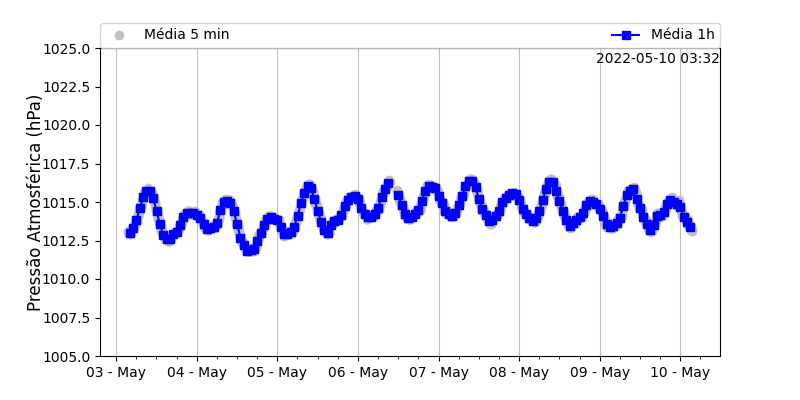 Média 5 min
Média 1h
2022-05-10 03:32
Pressão Atmosférica (hPa)
1025.0
1022.5
1020.0
1017.5
1015.0
1012.5
1010.0
1007.5
1005.0
03 - May 04 - May 05 - May 06 - May 07 - May 08 - May 09 - May 10 - May